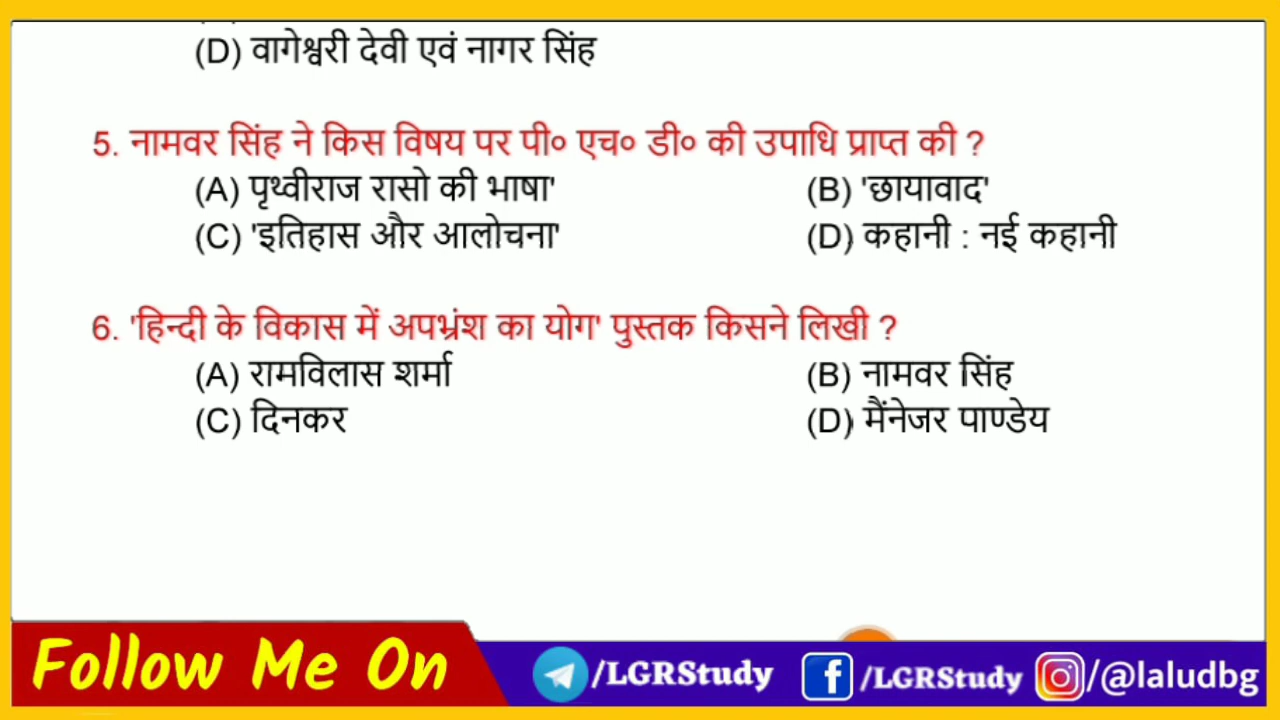 (D) वागेश्वरी देवी एवं नागर सिंह
5. नामवर सिंह ने किस विषय पर पी० एच० डी० की उपाधि प्राप्त की ?
(A) पृथ्वीराज रासो की भाषा' (B) 'छायावाद'
(C) 'इतिहास और आलोचना' (D) कहानी : नई कहानी
6. 'हिन्दी के विकास में अपभ्रंश का योग' पुस्तक किसने लिखी ?
(A) रामविलास शर्मा (B) नामवर सिंह
(C) दिनकर (D) मैंनेजर पाण्डेय
Follow Me On /LGRStudy /LGRStudy /@laludbg